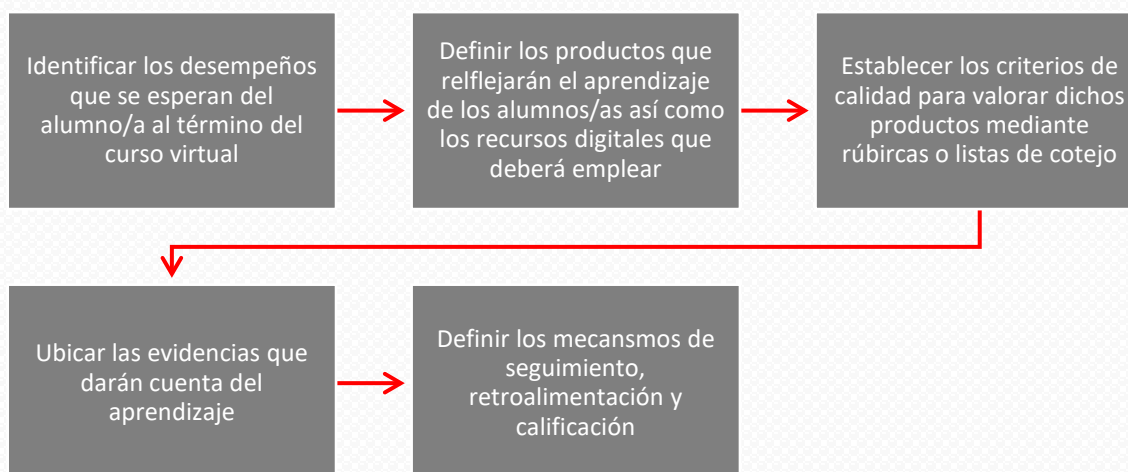 Identificar los desempeños
que se esperan del
alumno/a al término del
curso virtual
Definir los productos que
relflejarán el aprendizaje
de los alumnos/as así como
los recursos digitales que
deberá emplear
Establecer los criterios de
calidad para valorar dichos
productos mediante
rúbircas o listas de cotejo
Ubicar las evidencias que
darán cuenta del
aprendizaje
Definir los mecansmos de
seguimiento,
retroalimentación y
calificación